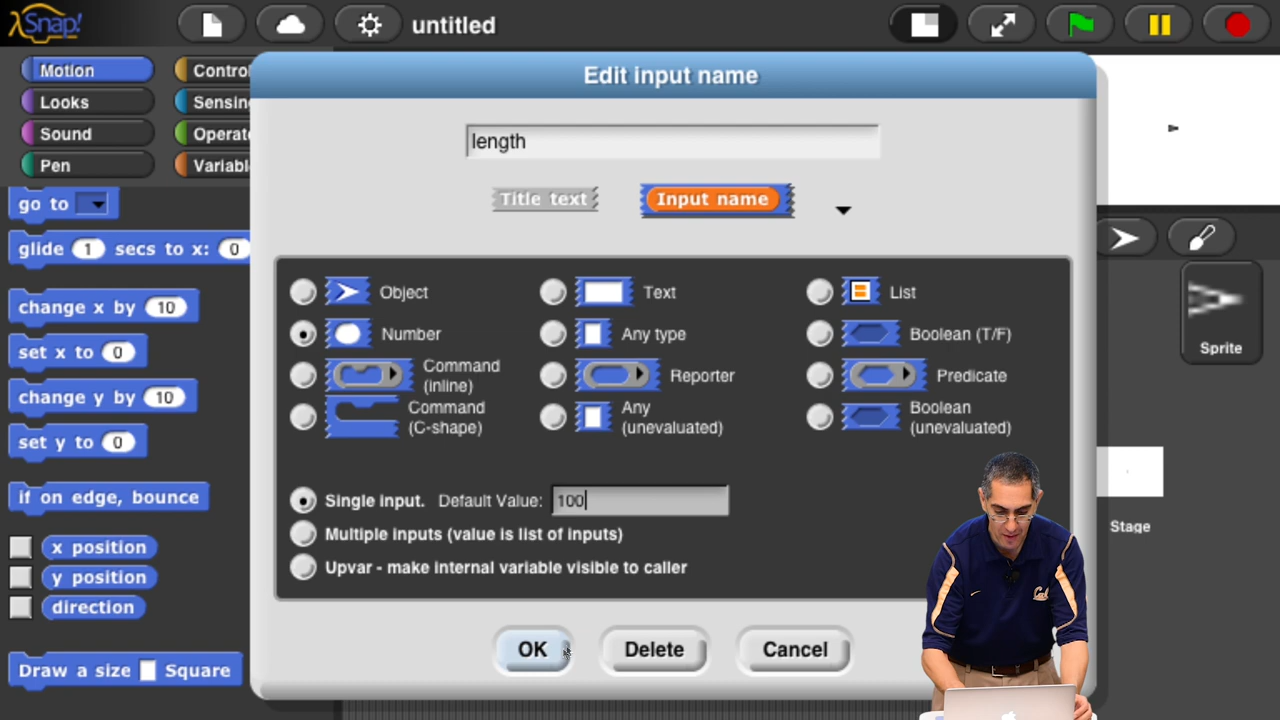 λSnap!
untitled
Motion
Looks
Sound
Pen
Control
Sensing
Operat
Variabl
go to
glide 1 secs to x: 0
change x by 10
set x to 0
change y by 10
set y to 0
if on edge, bounce
x position
y position
direction
Draw a size Square
Edit input name
length
Title text
Input name
Object
Text
List
Number
Any type
Boolean (T/F)
Command
(inline)
Reporter
Predicate
Command
(C-shape)
Any
(unevaluated)
Boolean
(unevaluated)
Single input. Default Value: 100
Multiple inputs (value is list of inputs)
Upvar - make internal variable visible to caller
OK
Delete
Cancel
Sprite
Stage
Cal